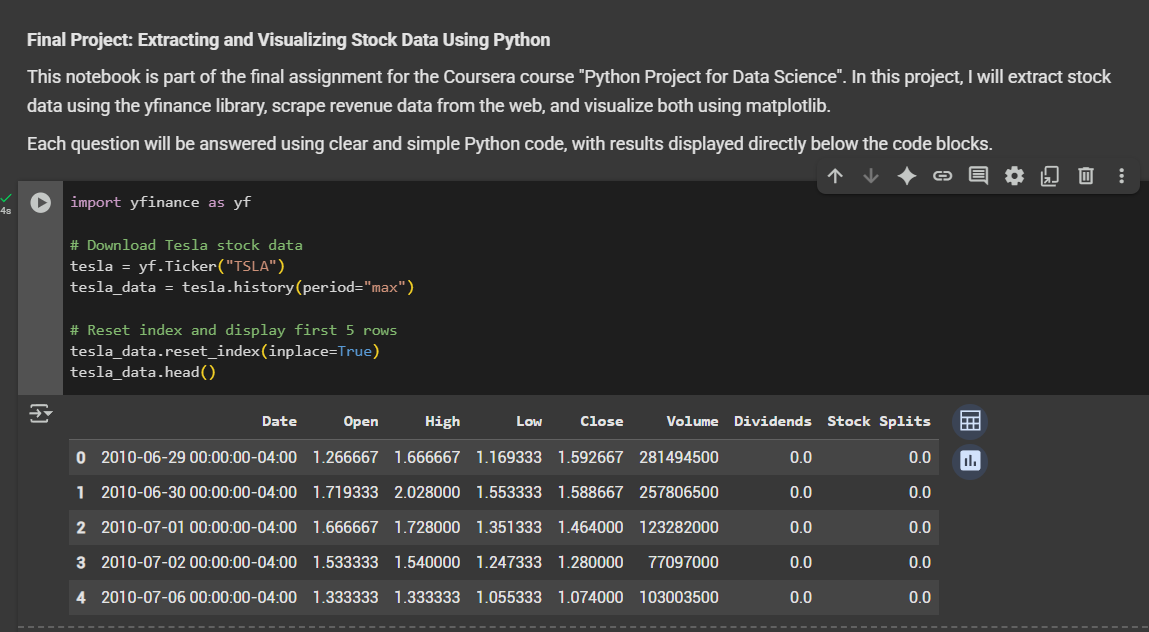 Final Project: Extracting and Visualizing Stock Data Using Python
This notebook is part of the final assignment for the Coursera course "Python Project for Data Science". In this project, I will extract stock
data using the yfinance library, scrape revenue data from the web, and visualize both using matplotlib.
Each question will be answered using clear and simple Python code, with results displayed directly below the code blocks.
4s
import yfinance as yf
# Download Tesla stock data
tesla = yf.Ticker("TSLA")
tesla_data = tesla.history(period="max")
# Reset index and display first 5 rows
tesla_data.reset_index(inplace=True)
tesla_data.head()
Date Open High Low Close Volume Dividends Stock Splits
0 2010-06-29 00:00:00-04:00 1.266667 1.666667 1.169333 1.592667 281494500 0.0 0.0
1 2010-06-30 00:00:00-04:00 1.719333 2.028000 1.553333 1.588667 257806500 0.0 0.0
2 2010-07-01 00:00:00-04:00 1.666667 1.728000 1.351333 1.464000 123282000 0.0 0.0
3 2010-07-02 00:00:00-04:00 1.533333 1.540000 1.247333 1.280000 77097000 0.0 0.0
4 2010-07-06 00:00:00-04:00 1.333333 1.333333 1.055333 1.074000 103003500 0.0 0.0